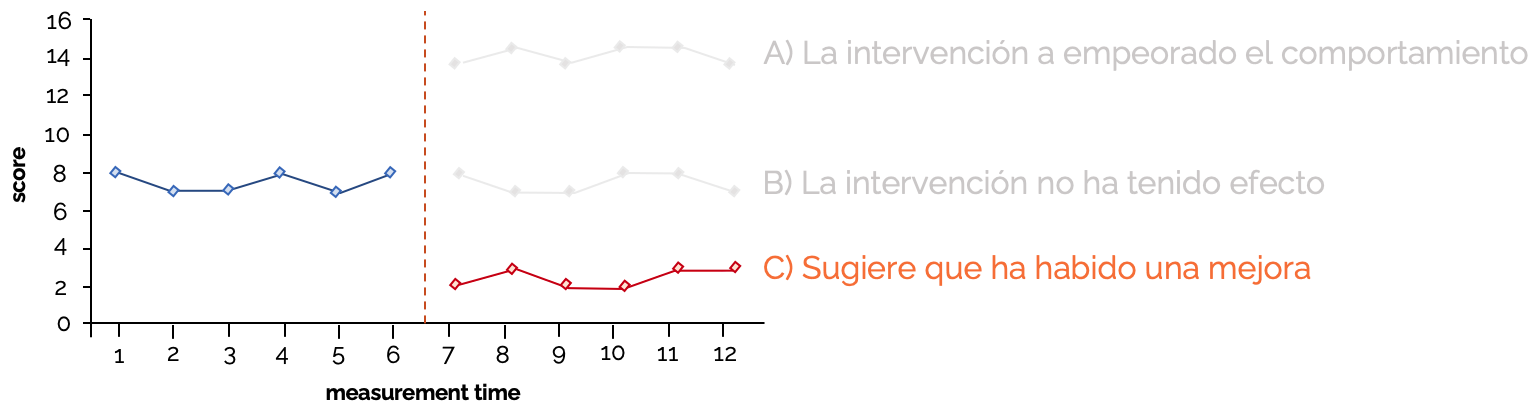 16
14
12
10
8
6
4
2
0
score
1 2 3 4 5 6 7 8 9 10 11 12
measurement time
A) La intervención a empeorado el comportamiento
B) La intervención no ha tenido efecto
C) Sugiere que ha habido una mejora